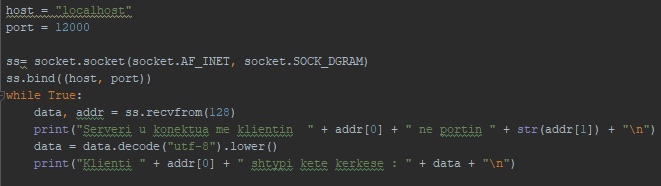 host = "localhost"
port = 12000
ss= socket.socket(socket.AF_INET, socket.SOCK_DGRAM)
ss.bind((host, port))
while True:
    data, addr = ss.recvfrom(128)
    print("Serveri u konektua me klientin  " + addr[0] + " ne portin " + str(addr[1]) + "\n")
    data = data.decode("utf-8").lower()
    print("Klienti " + addr[0] + " shtypi kete kerkese : " + data + "\n")